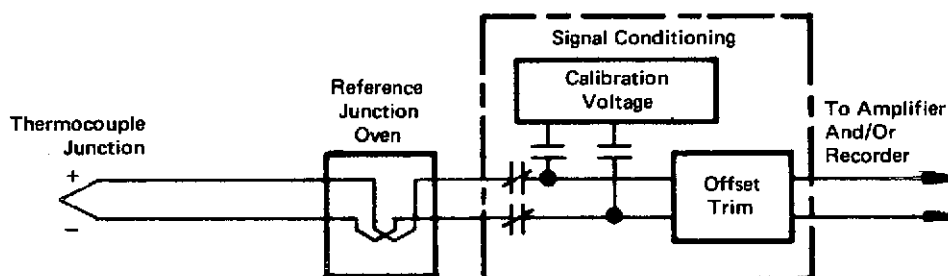 Signal Conditioning
Calibration
Voltage
Reference
Junction
Oven
To Amplifier
And/Or
Recorder
Thermocouple
Junction
+
−
Offset
Trim